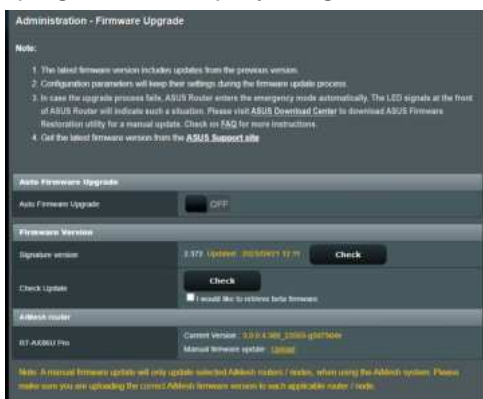 Administration - Firmware Upgrade
Note:
1. The latest firmware version includes updates from the previous version.
2. Configuration parameters will keep their settings during the firmware update process.
3. In case the upgrade process fails, ASUS Router enters the emergency mode automatically. The LED signals at the front
of ASUS Router will indicate such a situation. Please visit ASUS Download Center to download ASUS Firmware
Restoration utility for a manual update. Check on FAQ for more instructions.
4. Get the latest firmware version from the ASUS Support site
Auto Firmware Upgrade
Auto Firmware Upgrade OFF
Firmware Version
Signature version 2.372 Updated : Check
Check Update Check
I would like to retrieve beta firmware.
AiMesh router
RT-AX86U Pro Current Version :
Manual firmware update : Upload
Note: A manual firmware update will only update selected AiMesh routers / nodes, when using the AiMesh system. Please
make sure you are uploading the correct AiMesh firmware version to each applicable router / node.